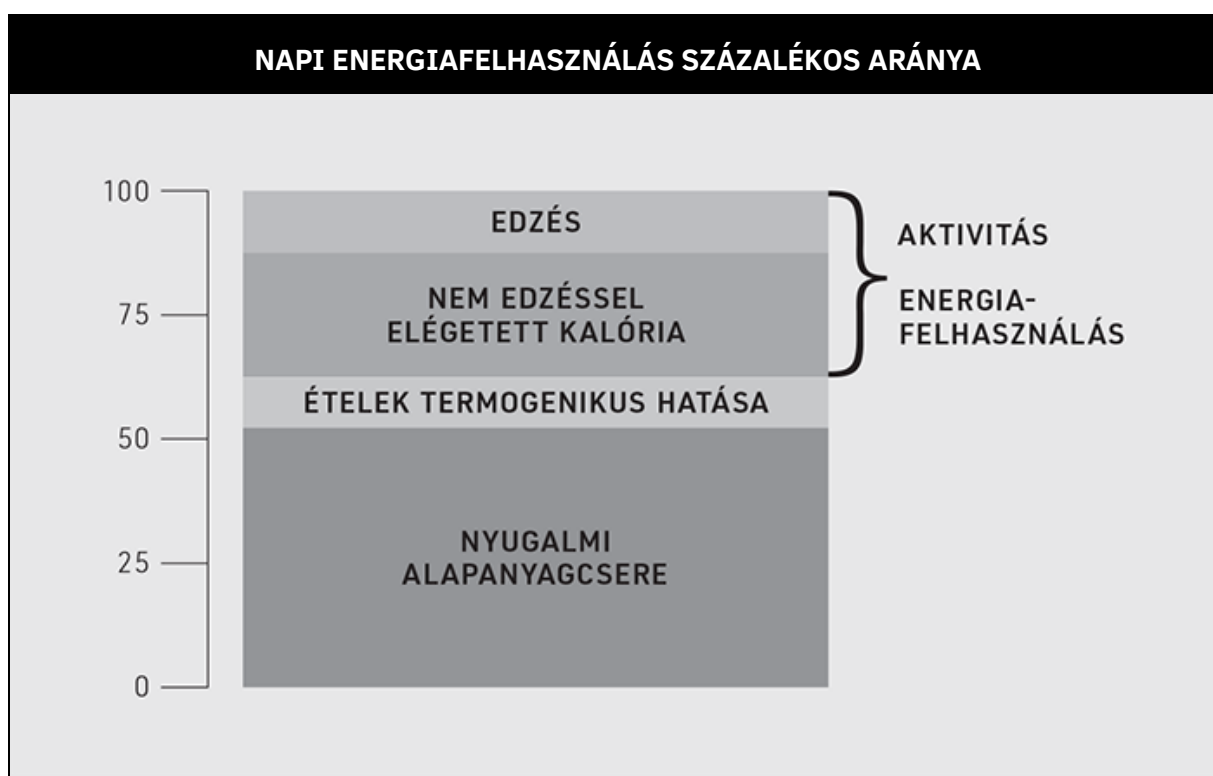 NAPI ENERGIAFELHASZNÁLÁS SZÁZALÉKOS ARÁNYA
100
EDZÉS
AKTIVITÁS
NEM EDZÉSSEL
ELÉGETETT KALÓRIA
75
ENERGIA-
FELHASZNÁLÁS
ÉTELEK TERMOGENIKUS HATÁSA
50
NYUGALMI
ALAPANYAGCSERE
25
0